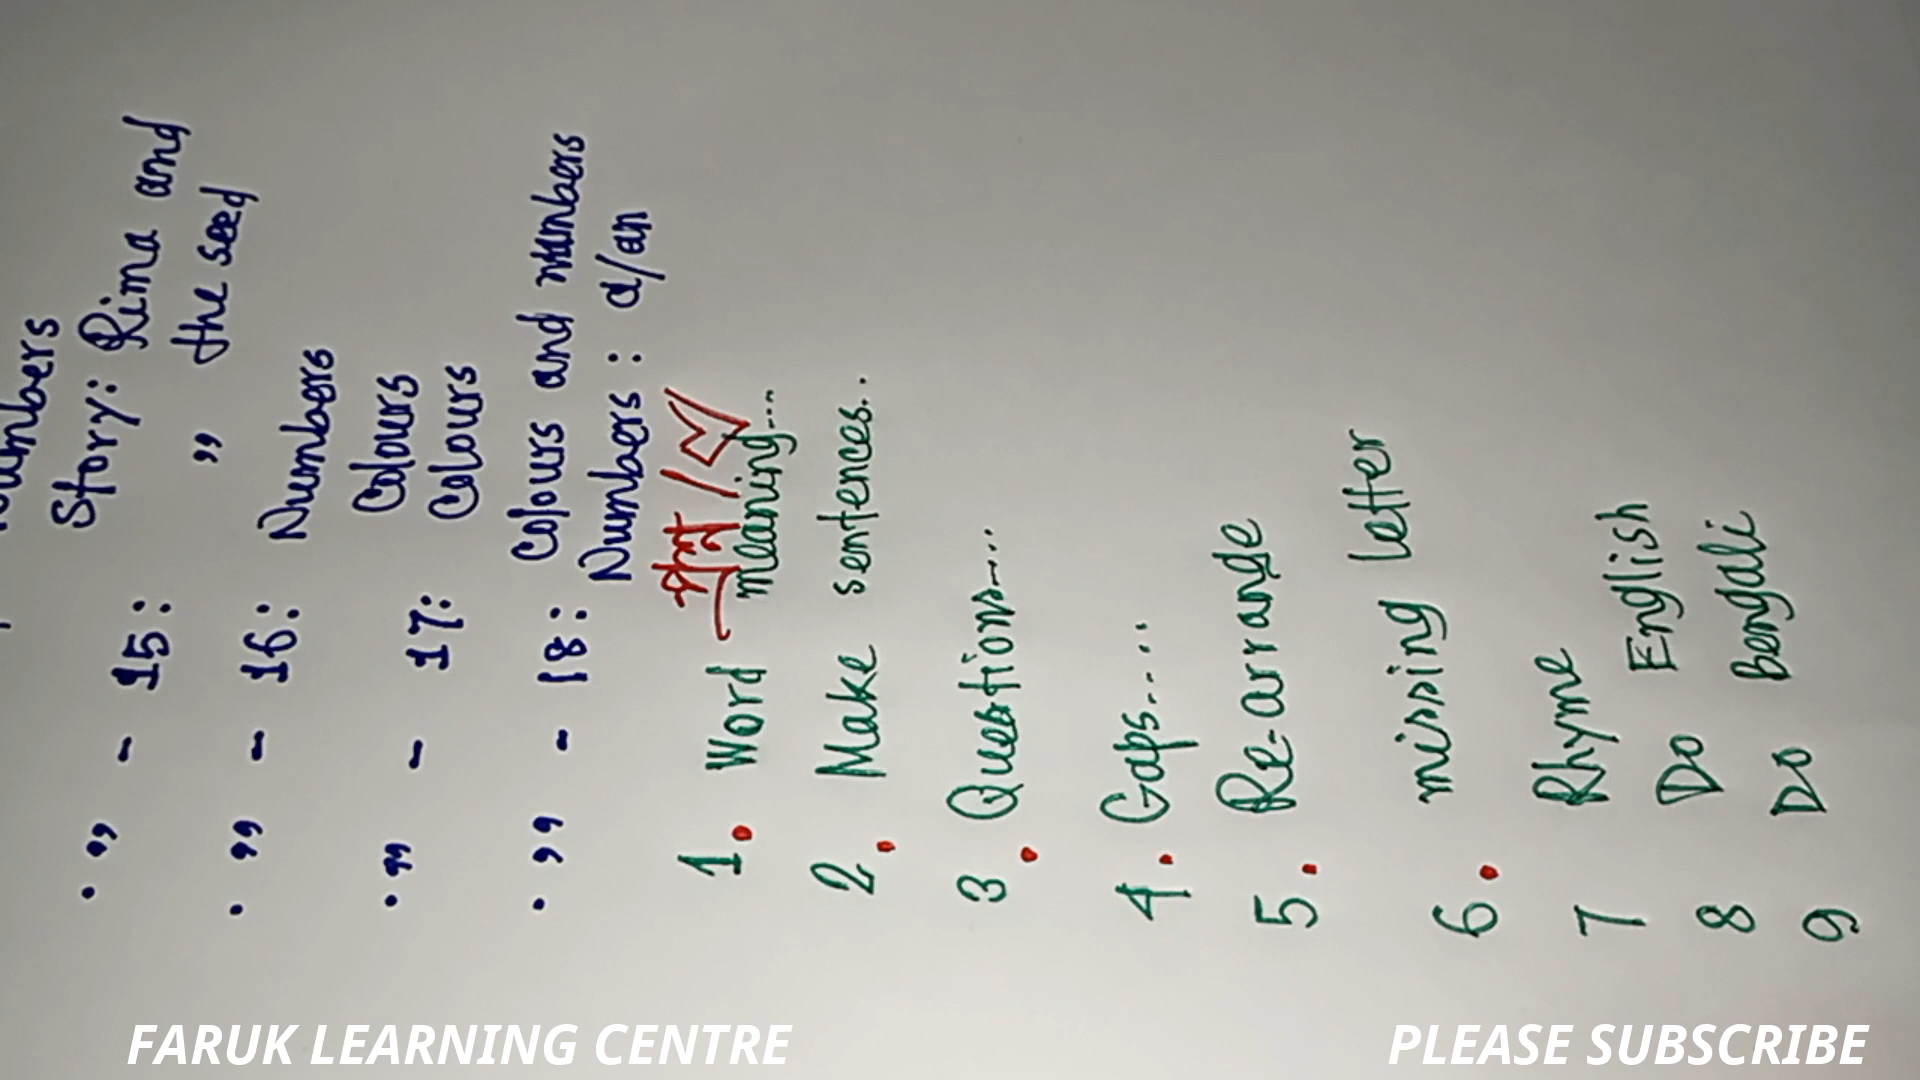 numbers
Story: Rima and
• ,, - 15: ,, the seed
• ,, - 16: Numbers
Colours
• ,, - 17: Colours
• ,, - 18: Colours and numbers
Numbers: a/an
প্রশ্ন /
1. Word meaning...
2. Make sentences..
3. Questions....
4. Gaps....
5. Re-arrange
6. missing letter
7 Rhyme
8 Do English
9 Do Bengali
FARUK LEARNING CENTRE
PLEASE SUBSCRIBE